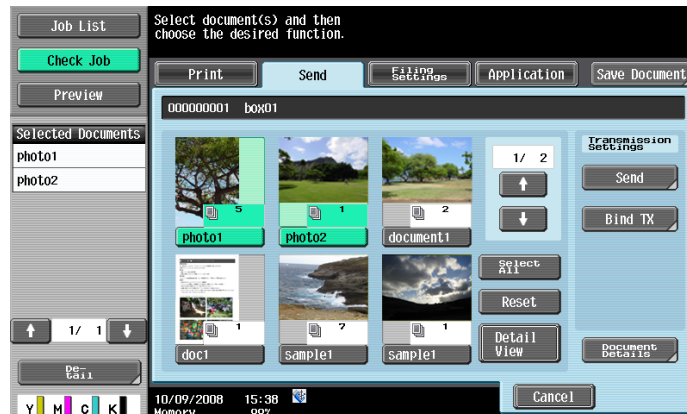 Job List
Check Job
Preview
Selected Documents
photo1
photo2
1/ 1
De-
tail
Y M C K
Select document(s) and then
choose the desired function.
Print
Send
Filing
Settings
Application
Save Document
000000001 box01
5
photo1
1
photo2
2
document1
1
doc1
7
sample1
1
sample1
1/ 2
Select
All
Reset
Detail
View
Transmission
Settings
Send
Bind TX
Document
Details
10/09/2008 15:38
Memory 99%
Cancel